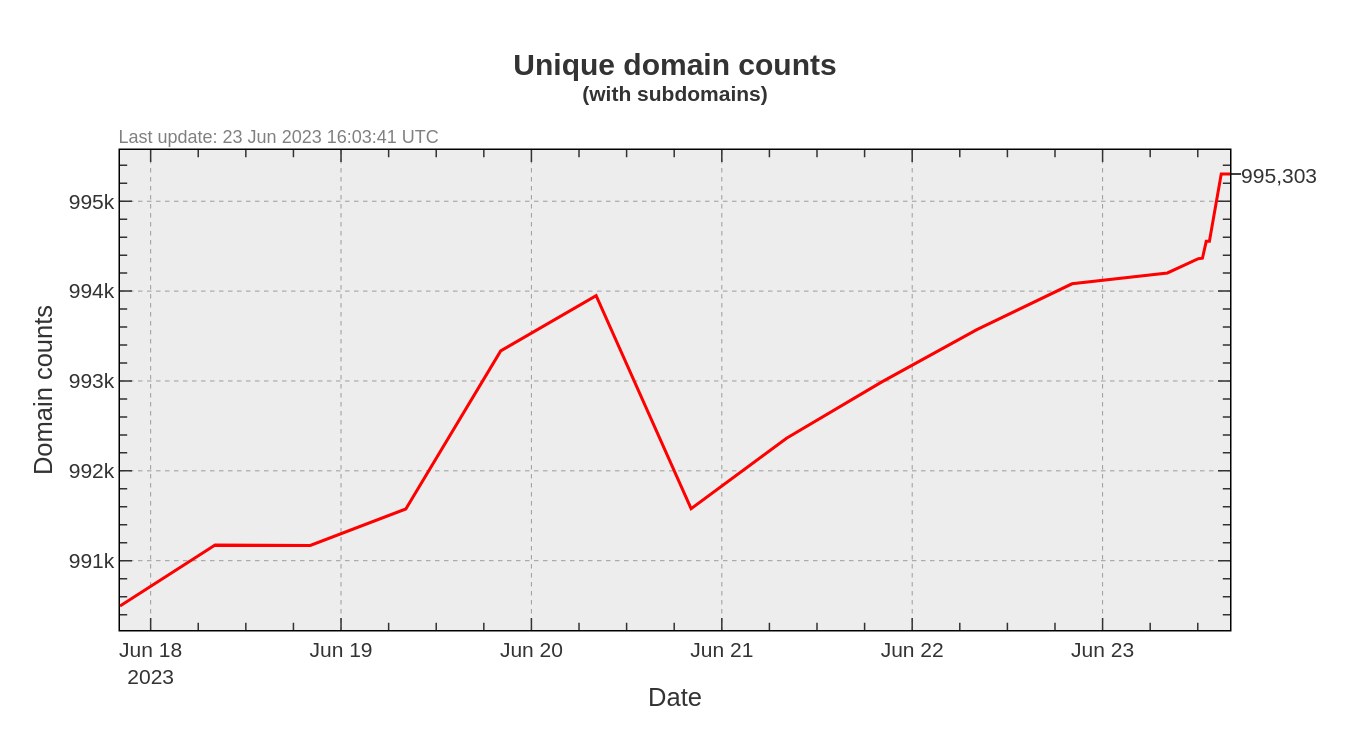 Unique domain counts
(with subdomains)
Last update: 23 Jun 2023 16:03:41 UTC
995,303
995k
994k
993k
992k
991k
Domain counts
Jun 18 Jun 19 Jun 20 Jun 21 Jun 22 Jun 23
2023
Date